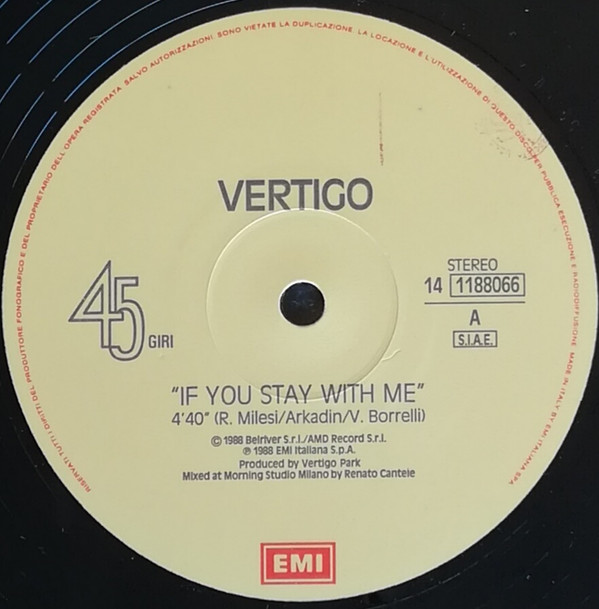 RISERVATI TUTTI I DIRITTI DEL PRODUTTORE FONOGRAFICO E DEL PROPRIETARIO DELL'OPERA REGISTRATA. SALVO AUTORIZZAZIONI, SONO VIETATE LA DUPLICAZIONE, LA LOCAZIONE E L'UTILIZZAZIONE DI QUESTO DISCO PER PUBBLICA ESECUZIONE E RADIODIFFUSIONE. MADE IN ITALY BY EMI ITALIANA SPA
VERTIGO
45 GIRI
STEREO
14 1188066
A
S.I.A.E.
"IF YOU STAY WITH ME"
4'40" (R. Milesi/Arkadin/V. Borrelli)
© 1988 Belriver S.r.l./AMD Record S.r.l.
℗ 1988 EMI Italiana S.p.A.
Produced by Vertigo Park
Mixed at Morning Studio Milano by Renato Cantele
EMI